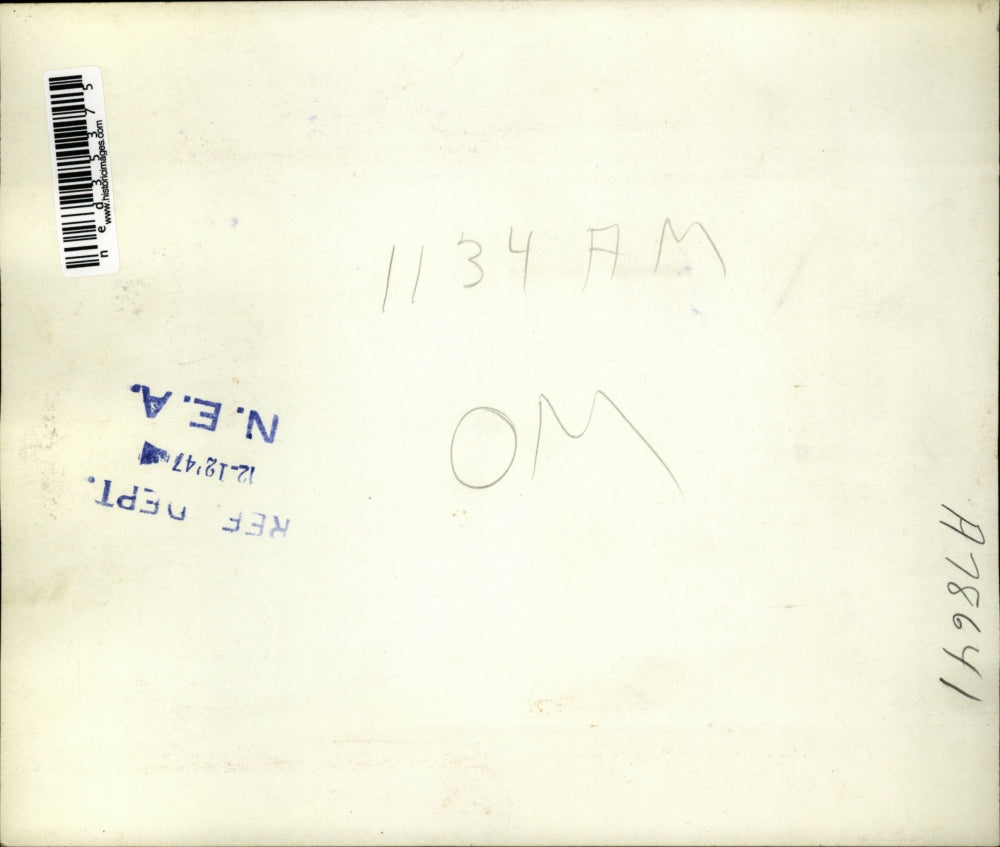 ned35375
www.historicimages.com
1134 AM
OM
REF DEPT.
12-12'47
N.E.A.
A78641